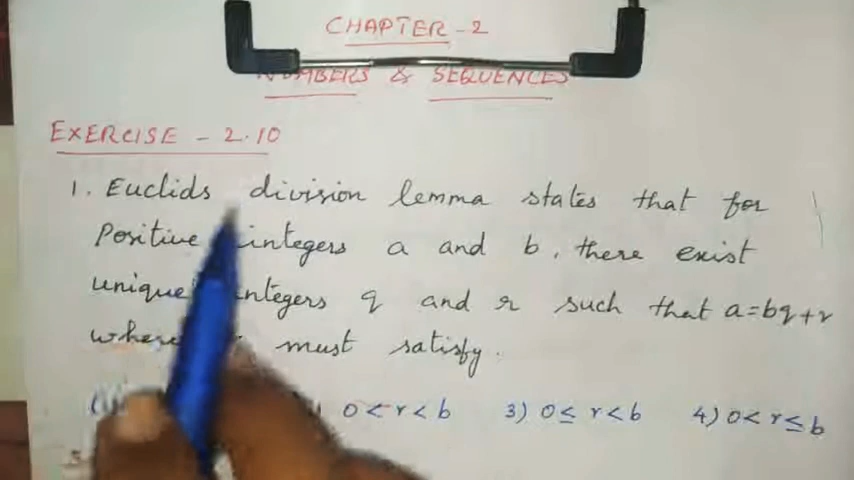 CHAPTER - 2
NUMBERS & SEQUENCES
EXERCISE - 2.10
1. Euclids division lemma states that for
Positive integers a and b, there exist
unique integers q and r such that a=bq+r
where must satisfy.
0<r<b 3) 0≤ r<b 4) 0<r≤b